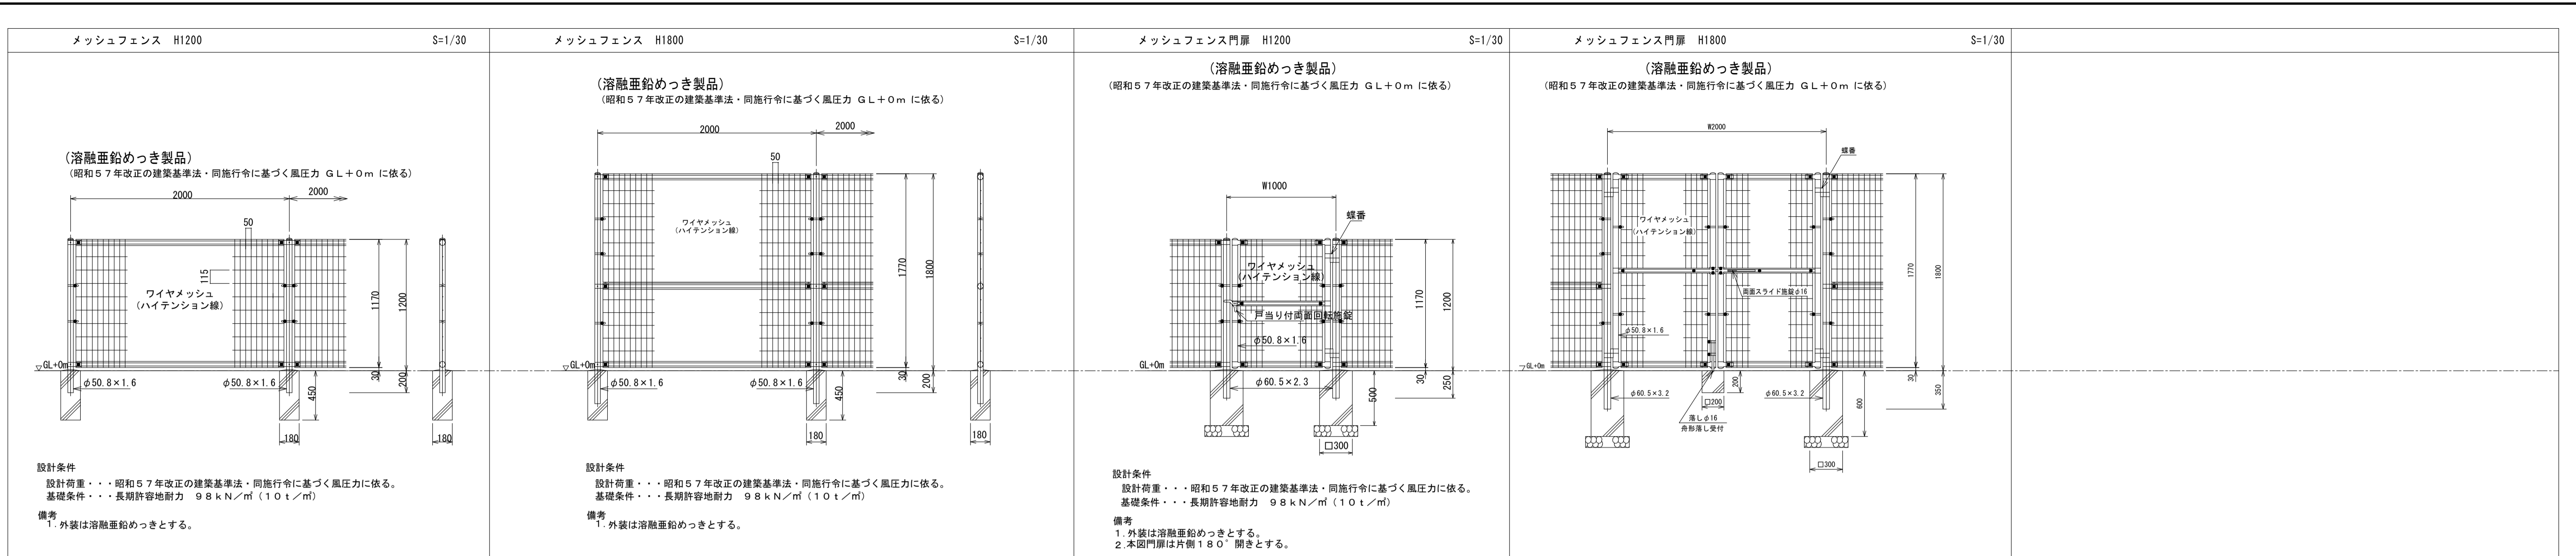 メッシュフェンス　H1200
S=1/30
(溶融亜鉛めっき製品)
(昭和５７年改正の建築基準法・同施行令に基づく風圧力 ＧＬ＋０ｍ に依る)
2000
2000
50
115
ワイヤメッシュ
(ハイテンション線)
1170
1200
GL+0m
φ50.8×1.6
φ50.8×1.6
30
200
450
180
180
設計条件
設計荷重・・・昭和５７年改正の建築基準法・同施行令に基づく風圧力に依る。
基礎条件・・・長期許容地耐力　９８ｋＮ／㎡（１０ｔ／㎡）
備考
１. 外装は溶融亜鉛めっきとする。
メッシュフェンス　H1800
S=1/30
(溶融亜鉛めっき製品)
(昭和５７年改正の建築基準法・同施行令に基づく風圧力 ＧＬ＋０ｍ に依る)
2000
2000
50
ワイヤメッシュ
(ハイテンション線)
1770
1800
GL+0m
φ50.8×1.6
φ50.8×1.6
30
200
450
180
180
設計条件
設計荷重・・・昭和５７年改正の建築基準法・同施行令に基づく風圧力に依る。
基礎条件・・・長期許容地耐力　９８ｋＮ／㎡（１０ｔ／㎡）
備考
１. 外装は溶融亜鉛めっきとする。
メッシュフェンス門扉　H1200
S=1/30
(溶融亜鉛めっき製品)
(昭和５７年改正の建築基準法・同施行令に基づく風圧力 ＧＬ＋０ｍ に依る)
W1000
蝶番
ワイヤメッシュ
(ハイテンション線)
戸当り付両面回転施錠
φ50.8×1.6
1170
1200
GL+0m
φ60.5×2.3
30
250
500
□300
設計条件
設計荷重・・・昭和５７年改正の建築基準法・同施行令に基づく風圧力に依る。
基礎条件・・・長期許容地耐力　９８ｋＮ／㎡（１０ｔ／㎡）
備考
１. 外装は溶融亜鉛めっきとする。
２. 本図門扉は片側１８０°開きとする。
メッシュフェンス門扉　H1800
S=1/30
(溶融亜鉛めっき製品)
(昭和５７年改正の建築基準法・同施行令に基づく風圧力 ＧＬ＋０ｍ に依る)
W2000
蝶番
ワイヤメッシュ
(ハイテンション線)
両面スライド施錠φ16
φ50.8×1.6
1770
1800
GL+0m
φ60.5×3.2
φ60.5×3.2
200
□200
30
350
600
落しφ16
舟形落し受付
□300